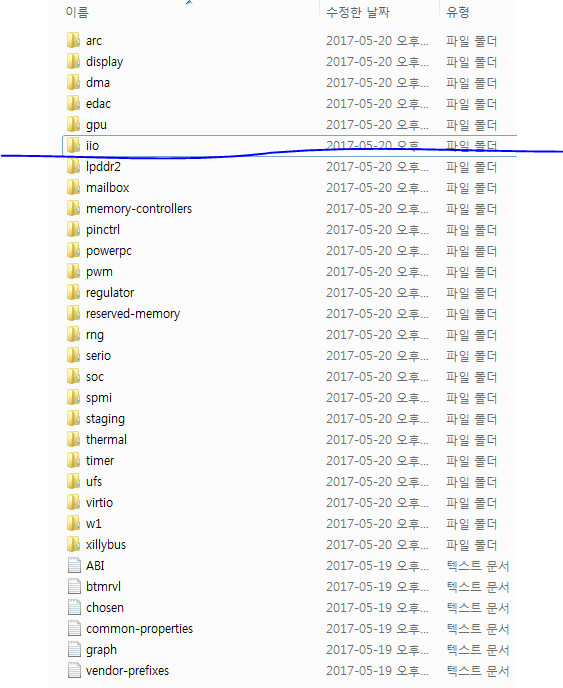 이름 수정한 날짜 유형
arc 2017-05-20 오후... 파일 폴더
display 2017-05-20 오후... 파일 폴더
dma 2017-05-20 오후... 파일 폴더
edac 2017-05-20 오후... 파일 폴더
gpu 2017-05-20 오후... 파일 폴더
iio 2017-05-20 오후... 파일 폴더
lpddr2 2017-05-20 오후... 파일 폴더
mailbox 2017-05-20 오후... 파일 폴더
memory-controllers 2017-05-20 오후... 파일 폴더
pinctrl 2017-05-20 오후... 파일 폴더
powerpc 2017-05-20 오후... 파일 폴더
pwm 2017-05-20 오후... 파일 폴더
regulator 2017-05-20 오후... 파일 폴더
reserved-memory 2017-05-20 오후... 파일 폴더
rng 2017-05-20 오후... 파일 폴더
serio 2017-05-20 오후... 파일 폴더
soc 2017-05-20 오후... 파일 폴더
spmi 2017-05-20 오후... 파일 폴더
staging 2017-05-20 오후... 파일 폴더
thermal 2017-05-20 오후... 파일 폴더
timer 2017-05-20 오후... 파일 폴더
ufs 2017-05-20 오후... 파일 폴더
virtio 2017-05-20 오후... 파일 폴더
w1 2017-05-20 오후... 파일 폴더
xillybus 2017-05-20 오후... 파일 폴더
ABI 2017-05-19 오후... 텍스트 문서
btmrvl 2017-05-19 오후... 텍스트 문서
chosen 2017-05-19 오후... 텍스트 문서
common-properties 2017-05-19 오후... 텍스트 문서
graph 2017-05-19 오후... 텍스트 문서
vendor-prefixes 2017-05-19 오후... 텍스트 문서